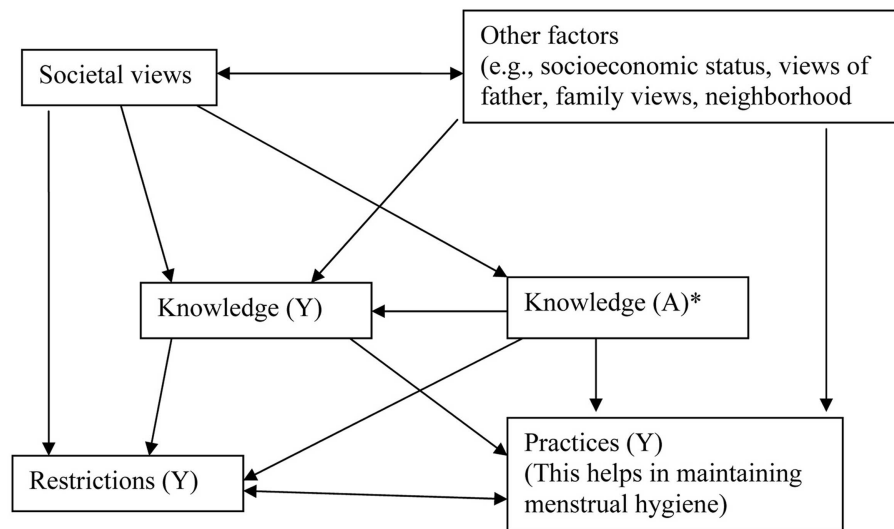 Societal views
Other factors
(e.g., socioeconomic status, views of
father, family views, neighborhood
Knowledge (Y)
Knowledge (A)*
Restrictions (Y)
Practices (Y)
(This helps in maintaining
menstrual hygiene)